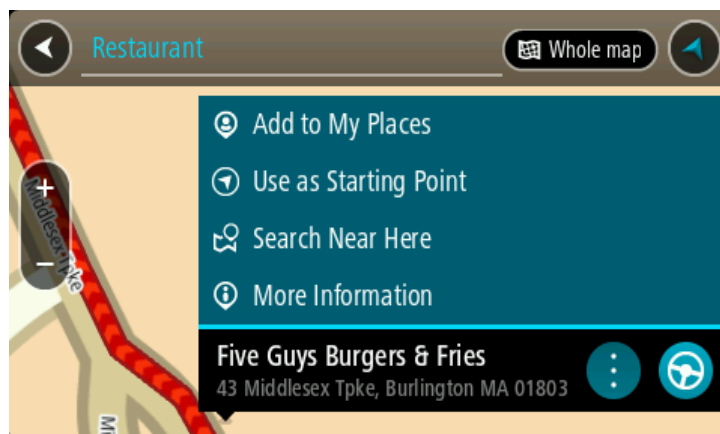 Restaurant
Whole map
Add to My Places
Use as Starting Point
Search Near Here
More Information
Five Guys Burgers & Fries
43 Middlesex Tpke, Burlington MA 01803
+
Middlesex Tpke
−
Mi